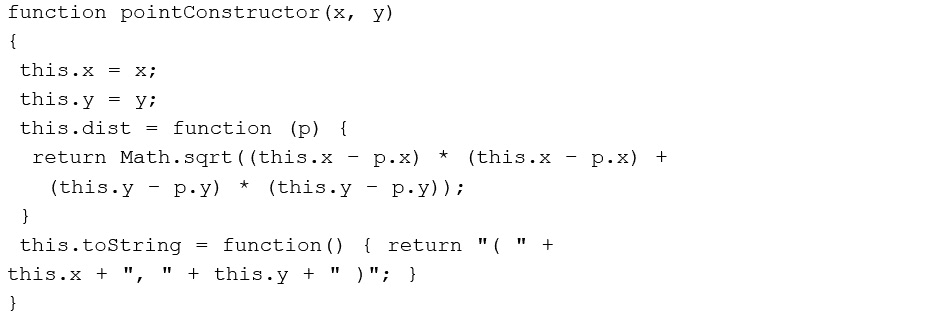 function pointConstructor(x, y)
{
this.x = x;
this.y = y;
this.dist = function (p) {
return Math.sqrt((this.x - p.x) * (this.x - p.x) +
(this.y - p.y) * (this.y - p.y));
}
this.toString = function() { return "( " +
this.x + ", " + this.y + " )"; }
}